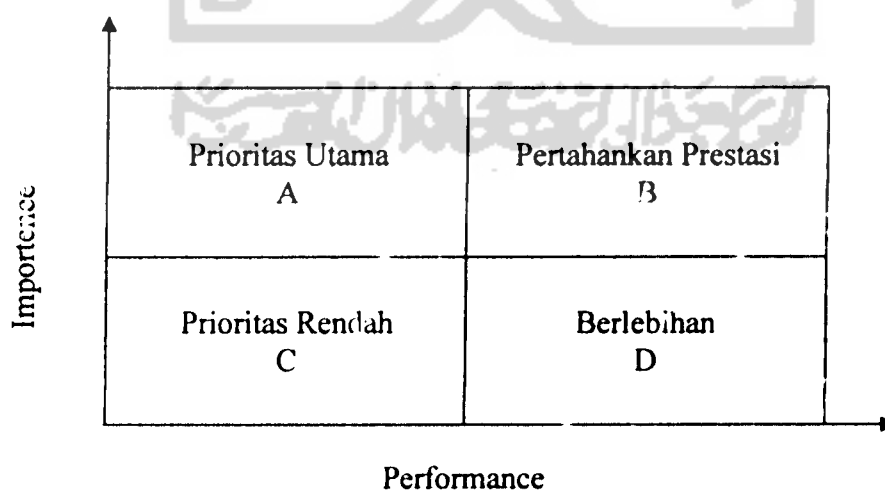 Prioritas Utama
A
Pertahankan Prestasi
B
Importence
Prioritas Rendah
C
Berlebihan
D
Performance